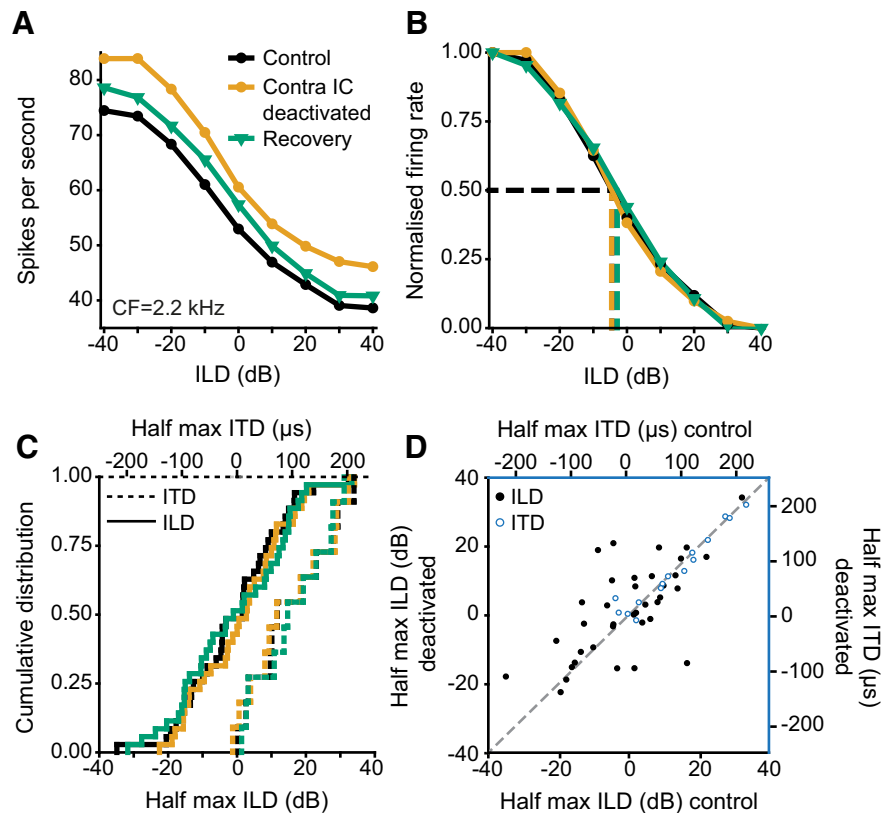 A
Spikes per second
80
70
60
50
40
Control
Contra IC
deactivated
Recovery
CF=2.2 kHz
-40
-20
0
20
40
ILD (dB)
B
Normalised firing rate
1.00
0.75
0.50
0.25
0.00
-40
-20
0
20
40
ILD (dB)
C
Half max ITD (µs)
-200
-100
0
100
200
Cumulative distribution
1.00
0.75
0.50
0.25
0.00
ITD
ILD
-40
-20
0
20
40
Half max ILD (dB)
D
Half max ITD (µs) control
-200
-100
0
100
200
Half max ILD (dB)
deactivated
40
20
0
-20
-40
ILD
ITD
200
100
0
-100
-200
Half max ITD (µs)
deactivated
-40
-20
0
20
40
Half max ILD (dB) control